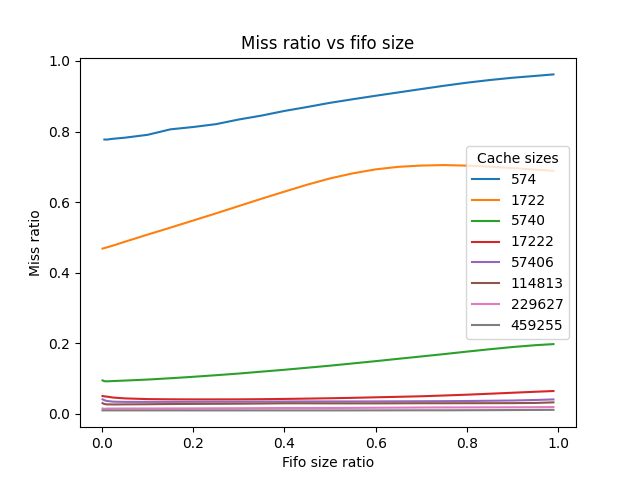 Miss ratio vs fifo size
1.0
0.8
0.6
0.4
0.2
0.0
Miss ratio
Cache sizes
574
1722
5740
17222
57406
114813
229627
459255
0.0 0.2 0.4 0.6 0.8 1.0
Fifo size ratio